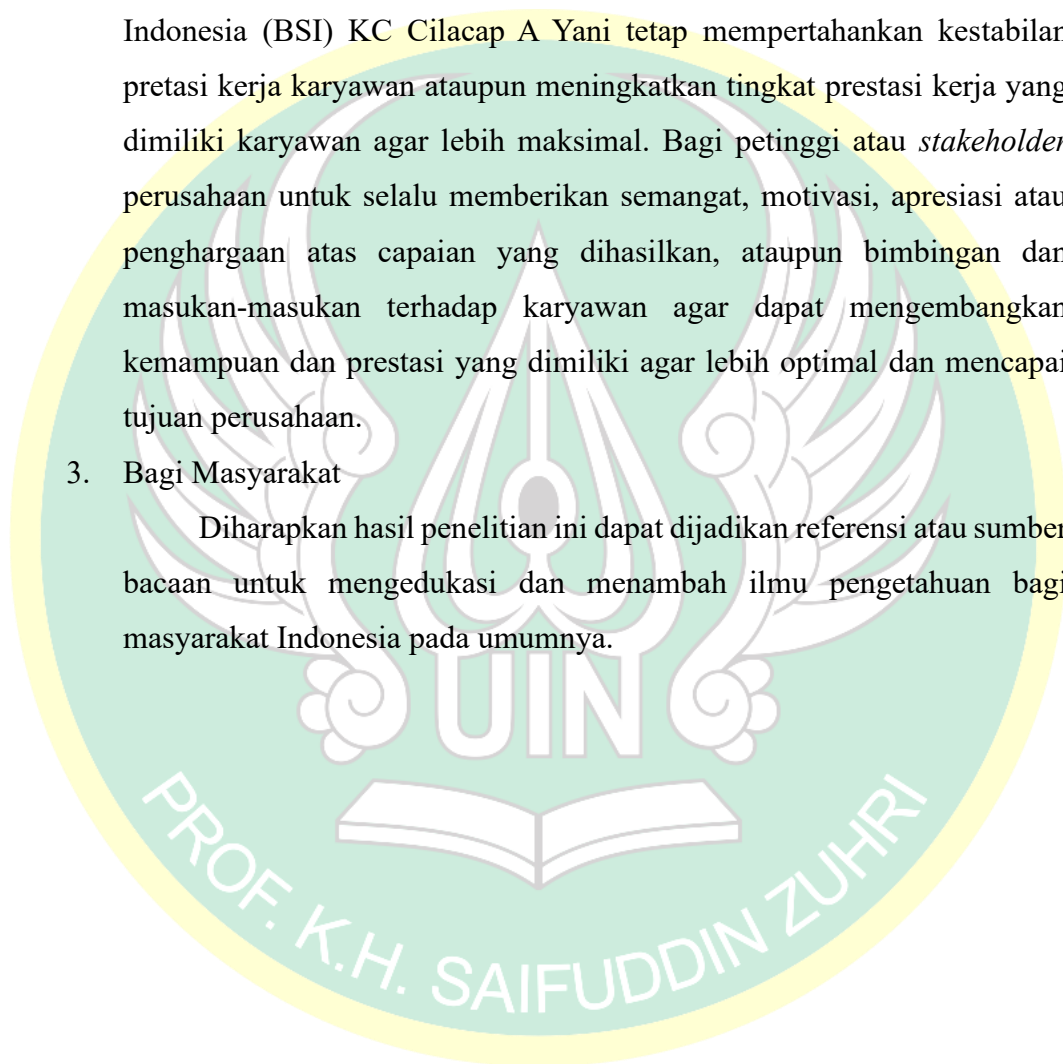 Indonesia (BSI) KC Cilacap A Yani tetap mempertahankan kestabilan
pretasi kerja karyawan ataupun meningkatkan tingkat prestasi kerja yang
dimiliki karyawan agar lebih maksimal. Bagi petinggi atau stakeholder
perusahaan untuk selalu memberikan semangat, motivasi, apresiasi atau
penghargaan atas capaian yang dihasilkan, ataupun bimbingan dan
masukan-masukan terhadap karyawan agar dapat mengembangkan
kemampuan dan prestasi yang dimiliki agar lebih optimal dan mencapai
tujuan perusahaan.
3. Bagi Masyarakat
Diharapkan hasil penelitian ini dapat dijadikan referensi atau sumber
bacaan untuk mengedukasi dan menambah ilmu pengetahuan bagi
masyarakat Indonesia pada umumnya.
UIN
PROF. K.H. SAIFUDDIN ZUHRI